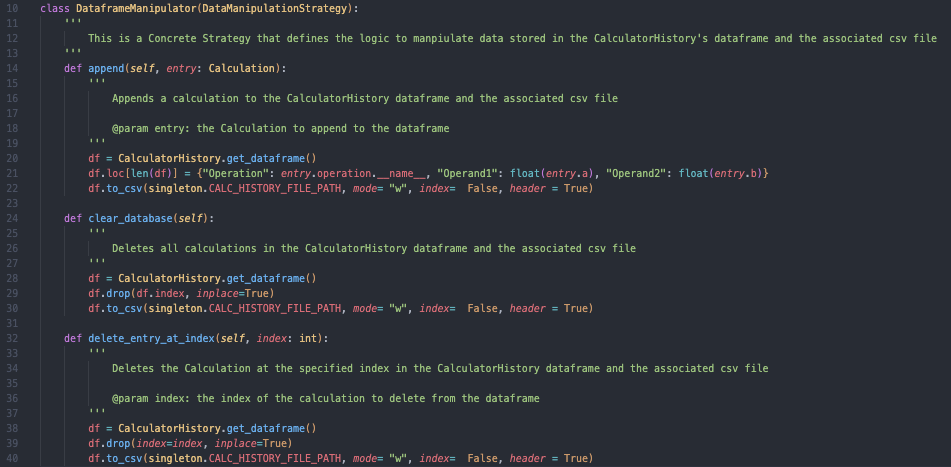 10 class DataframeManipulator(DataManipulationStrategy):
11 '''
12 This is a Concrete Strategy that defines the logic to manpiulate data stored in the CalculatorHistory's dataframe and the associated csv file
13 '''
14 def append(self, entry: Calculation):
15 '''
16 Appends a calculation to the CalculatorHistory dataframe and the associated csv file
17
18 @param entry: the Calculation to append to the dataframe
19 '''
20 df = CalculatorHistory.get_dataframe()
21 df.loc[len(df)] = {"Operation": entry.operation.__name__, "Operand1": float(entry.a), "Operand2": float(entry.b)}
22 df.to_csv(singleton.CALC_HISTORY_FILE_PATH, mode= "w", index=  False, header = True)
23
24 def clear_database(self):
25 '''
26 Deletes all calculations in the CalculatorHistory dataframe and the associated csv file
27 '''
28 df = CalculatorHistory.get_dataframe()
29 df.drop(df.index, inplace=True)
30 df.to_csv(singleton.CALC_HISTORY_FILE_PATH, mode= "w", index=  False, header = True)
31
32 def delete_entry_at_index(self, index: int):
33 '''
34 Deletes the Calculation at the specified index in the CalculatorHistory dataframe and the associated csv file
35
36 @param index: the index of the calculation to delete from the dataframe
37 '''
38 df = CalculatorHistory.get_dataframe()
39 df.drop(index=index, inplace=True)
40 df.to_csv(singleton.CALC_HISTORY_FILE_PATH, mode= "w", index=  False, header = True)